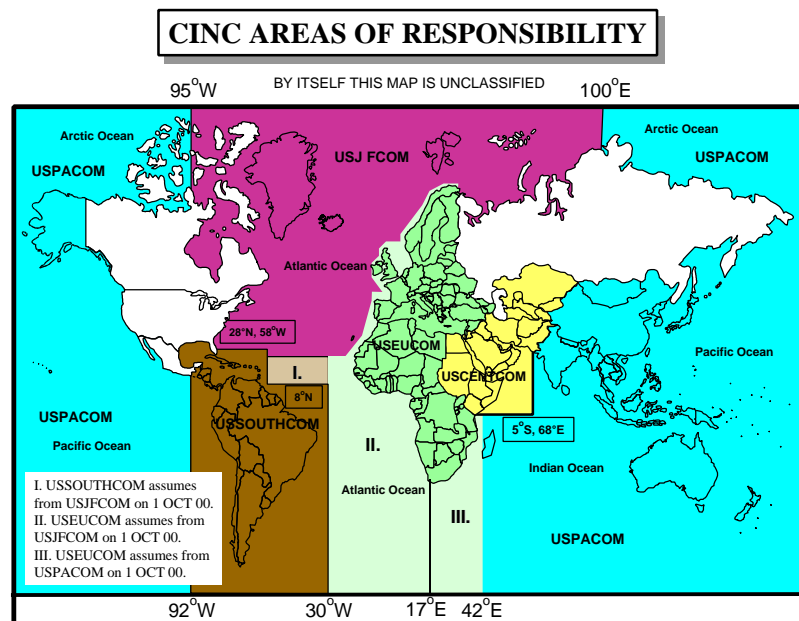 CINC AREAS OF RESPONSIBILITY
BY ITSELF THIS MAP IS UNCLASSIFIED
95°W
100°E
Arctic Ocean
USPACOM
USJ FCOM
Arctic Ocean
USPACOM
Atlantic Ocean
28°N, 58°W
USEUCOM
Pacific Ocean
I.
USCENTCOM
8°N
USPACOM
Pacific Ocean
USSOUTHCOM
5°S, 68°E
II.
Indian Ocean
Atlantic Ocean
III.
USPACOM
I. USSOUTHCOM assumes
from USJFCOM on 1 OCT 00.
II. USEUCOM assumes from
USJFCOM on 1 OCT 00.
III. USEUCOM assumes from
USPACOM on 1 OCT 00.
92°W
30°W
17°E
42°E